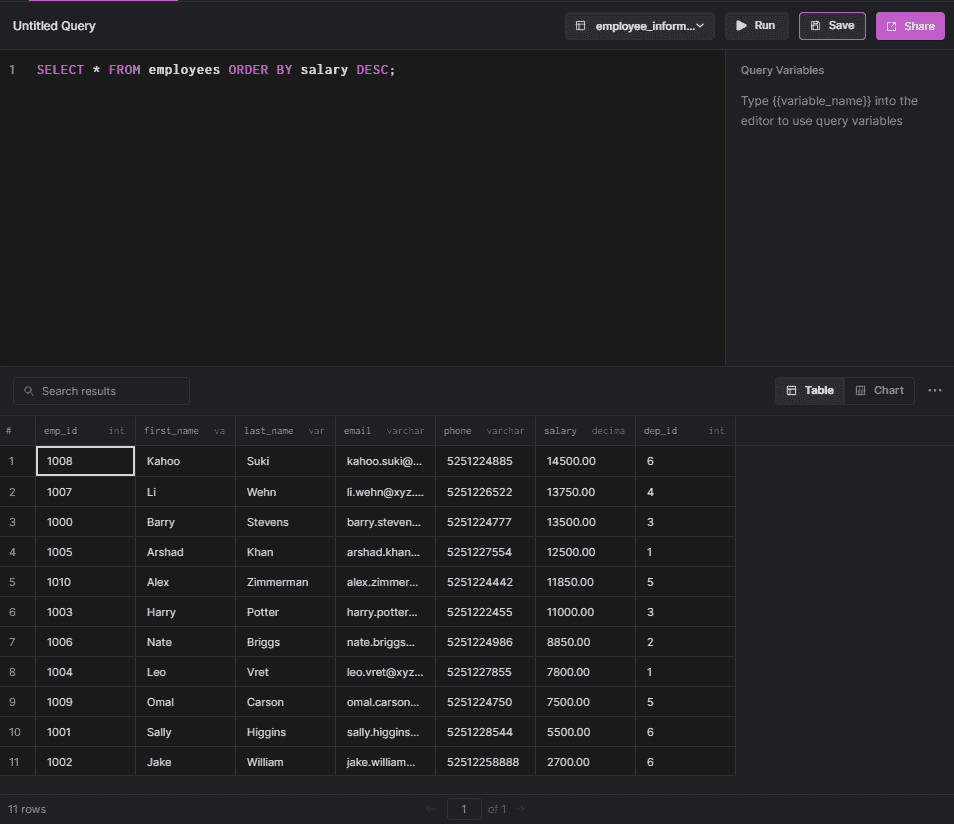 Untitled Query employee_inform... Run Save Share
1 SELECT * FROM employees ORDER BY salary DESC;
Query Variables
Type {{variable_name}} into the
editor to use query variables
Search results Table Chart
# emp_id int first_name va last_name var email varchar phone varchar salary decima dep_id int
1 1008 Kahoo Suki kahoo.suki@... 5251224885 14500.00 6
2 1007 Li Wehn li.wehn@xyz.... 5251226522 13750.00 4
3 1000 Barry Stevens barry.steven... 5251224777 13500.00 3
4 1005 Arshad Khan arshad.khan... 5251227554 12500.00 1
5 1010 Alex Zimmerman alex.zimmer... 5251224442 11850.00 5
6 1003 Harry Potter harry.potter... 5251222455 11000.00 3
7 1006 Nate Briggs nate.briggs... 5251224986 8850.00 2
8 1004 Leo Vret leo.vret@xyz... 5251227855 7800.00 1
9 1009 Omal Carson omal.carson... 5251224750 7500.00 5
10 1001 Sally Higgins sally.higgins... 5251228544 5500.00 6
11 1002 Jake William jake.william... 52512258888 2700.00 6
11 rows 1 of 1